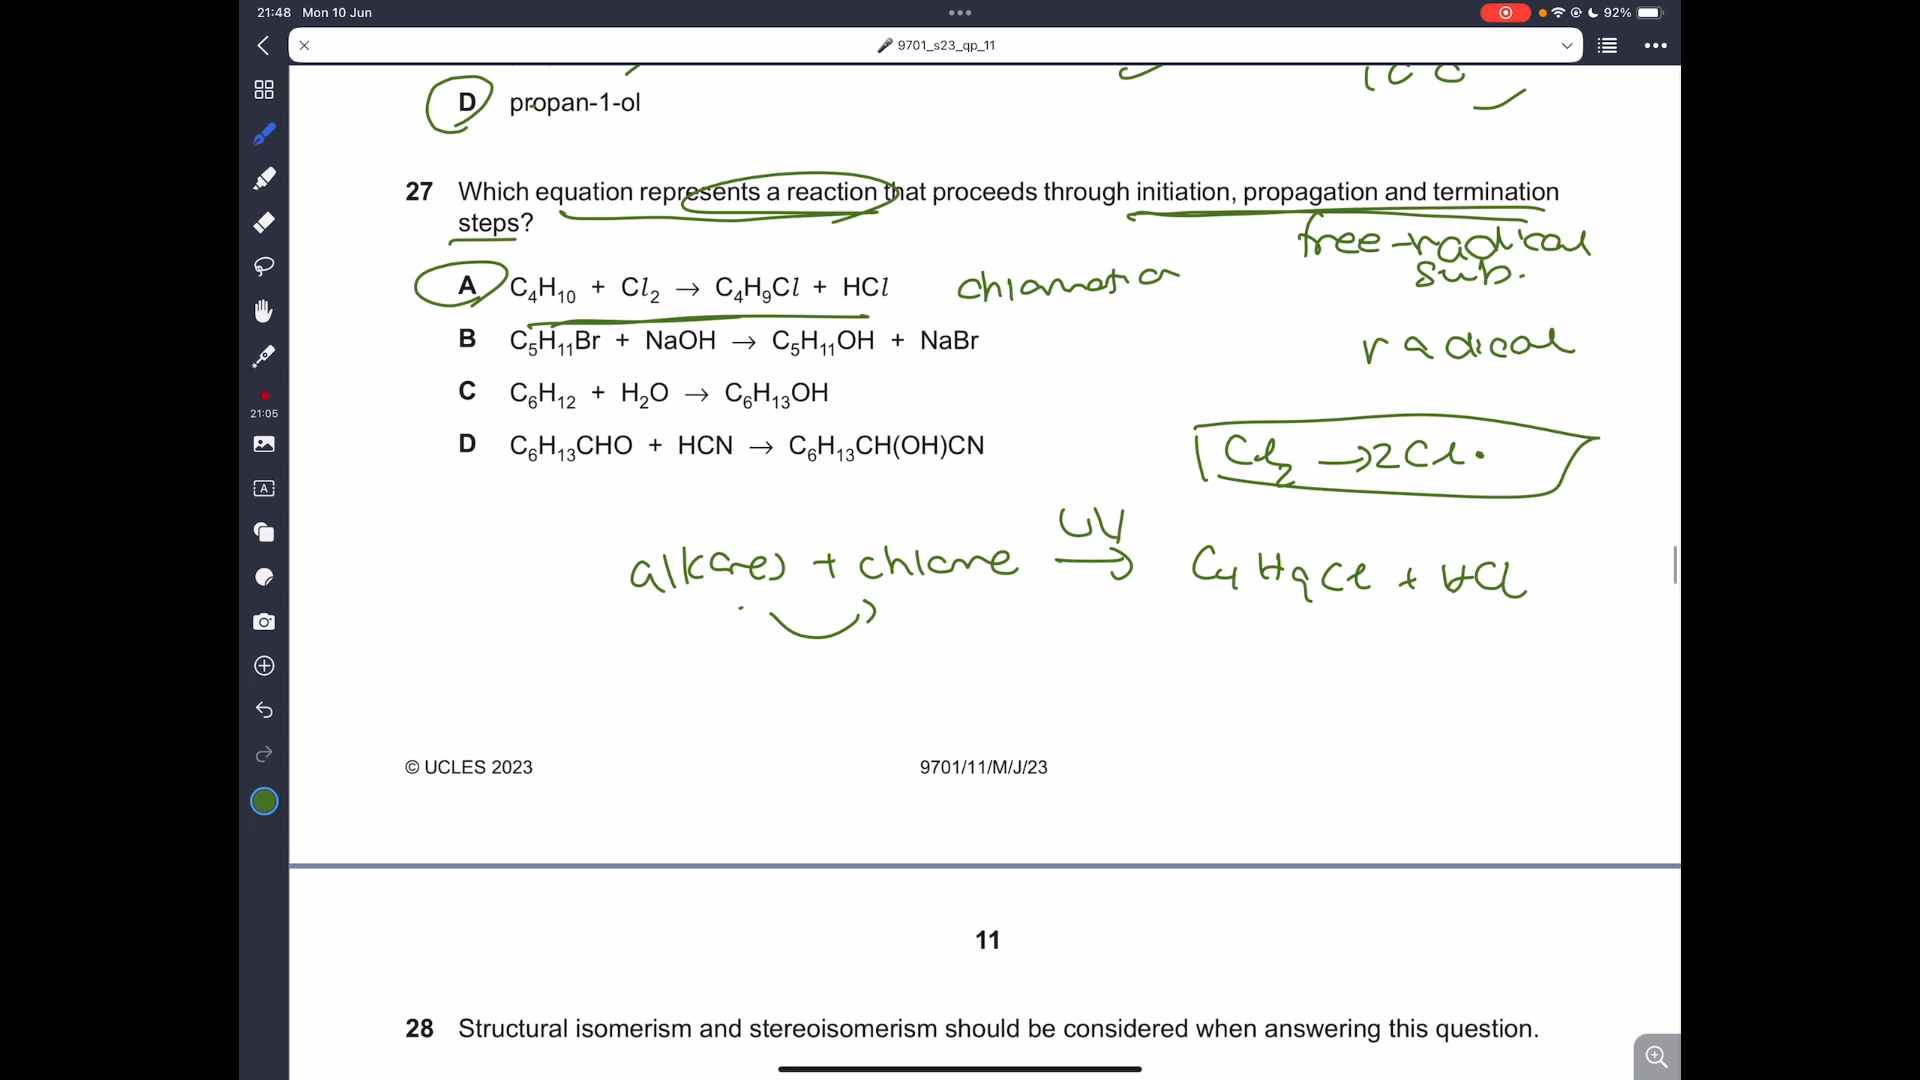 21:48 Mon 10 Jun
92%
9701_s23_qp_11
100
D propan-1-ol
27 Which equation represents a reaction that proceeds through initiation, propagation and termination
steps?
free-radical
sub.
A C4H10 + Cl2 → C4H9Cl + HCl
B C5H11Br + NaOH → C5H11OH + NaBr
radical
C C6H12 + H2O → C6H13OH
D C6H13CHO + HCN → C6H13CH(OH)CN
Cl2 → 2Cl•
UV
+ → C4H9Cl + HCl
21:05
A
© UCLES 2023
9701/11/M/J/23
11
28 Structural isomerism and stereoisomerism should be considered when answering this question.